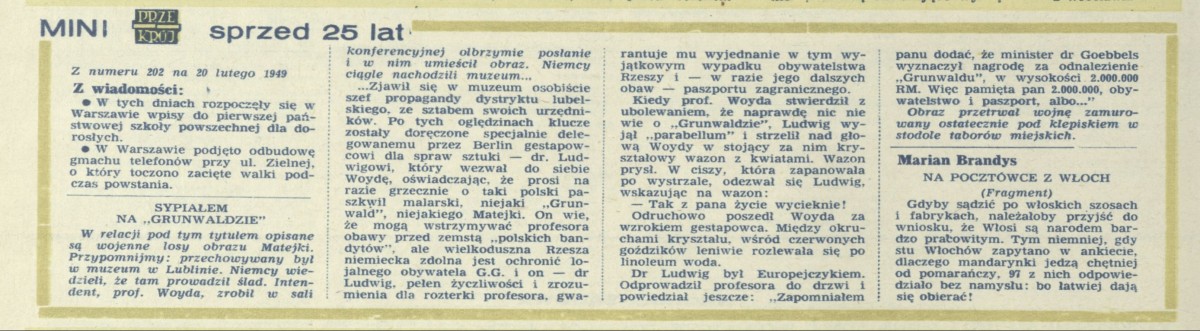 MINI PRZE KRÓJ sprzed 25 lat
Z numeru 202 na 20 lutego 1949
Z wiadomości:
● W tych dniach rozpoczęły się w
Warszawie wpisy do pierwszej pań-
stwowej szkoły powszechnej dla do-
rosłych.
● W Warszawie podjęto odbudowę
gmachu telefonów przy ul. Zielnej,
o który toczono zacięte walki pod-
czas powstania.
SYPIAŁEM
NA „GRUNWALDZIE”
W relacji pod tym tytułem opisane
są wojenne losy obrazu Matejki.
Przypomnijmy: przechowywany był
w muzeum w Lublinie. Niemcy wie-
dzieli, że tam prowadził ślad. Inten-
dent, prof. Woyda, zrobił w sali
konferencyjnej olbrzymie posłanie
i w nim umieścił obraz. Niemcy
ciągle nachodzili muzeum...
...Zjawił się w muzeum osobiście
szef propagandy dystryktu lubel-
skiego, ze sztabem swoich urzędni-
ków. Po tych oględzinach klucze
zostały doręczone specjalnie dele-
gowanemu przez Berlin gestapow-
cowi dla spraw sztuki — dr. Lud-
wigowi, który wezwał do siebie
Woydę, oświadczając, że prosi na
razie grzecznie o taki polski pa-
szkwil malarski, niejaki „Grun-
wald”, niejakiego Matejki. On wie,
że mogą wstrzymywać profesora
obawy przed zemstą „polskich ban-
dytów”, ale wielkoduszna Rzesza
niemiecka zdolna jest ochronić lo-
jalnego obywatela G.G. i on — dr
Ludwig, pełen życzliwości i zrozu-
mienia dla rozterki profesora, gwa-
rantuje mu wyjednanie w tym wy-
jątkowym wypadku obywatelstwa
Rzeszy i — w razie jego dalszych
obaw — paszportu zagranicznego.
Kiedy prof. Woyda stwierdził z
ubolewaniem, że naprawdę nic nie
wie o „Grunwaldzie”, Ludwig wy-
jął „parabellum” i strzelił nad gło-
wą Woydy w stojący za nim kry-
ształowy wazon z kwiatami. Wazon
prysł. W ciszy, która zapanowała
po wystrzale, odezwał się Ludwig,
wskazując na wazon:
— Tak z pana życie wycieknie!
Odruchowo poszedł Woyda za
wzrokiem gestapowca. Między okru-
chami kryształu, wśród czerwonych
goździków leniwie rozlewała się po
linoleum woda.
Dr Ludwig był Europejczykiem.
Odprowadził profesora do drzwi i
powiedział jeszcze: „Zapomniałem
panu dodać, że minister dr Goebbels
wyznaczył nagrodę za odnalezienie
„Grunwaldu”, w wysokości 2.000.000
RM. Więc pamięta pan 2.000.000, oby-
watelstwo i paszport, albo...”
Obraz przetrwał wojnę zamuro-
wany ostatecznie pod klepiskiem w
stodole taborów miejskich.
Marian Brandys
NA POCZTÓWCE Z WŁOCH
(Fragment)
Gdyby sądzić po włoskich szosach
i fabrykach, należałoby przyjść do
wniosku, że Włosi są narodem bar-
dzo prabowitym. Tym niemniej, gdy
stu Włochów zapytano w ankiecie,
dlaczego mandarynki jedzą chętniej
od pomarańczy, 97 z nich odpowie-
działo bez namysłu: bo łatwiej dają
się obierać!